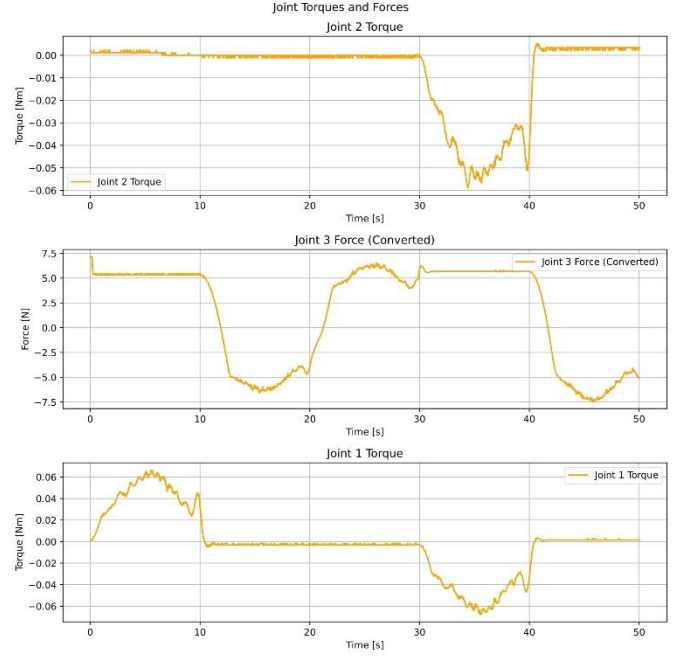 Joint Torques and Forces
Joint 2 Torque
0.00
−0.01
−0.02
−0.03
−0.04
−0.05
−0.06
Torque [Nm]
Joint 2 Torque
0 10 20 30 40 50
Time [s]
Joint 3 Force (Converted)
7.5
5.0
2.5
0.0
−2.5
−5.0
−7.5
Force [N]
Joint 3 Force (Converted)
0 10 20 30 40 50
Time [s]
Joint 1 Torque
0.06
0.04
0.02
0.00
−0.02
−0.04
−0.06
Torque [Nm]
Joint 1 Torque
0 10 20 30 40 50
Time [s]